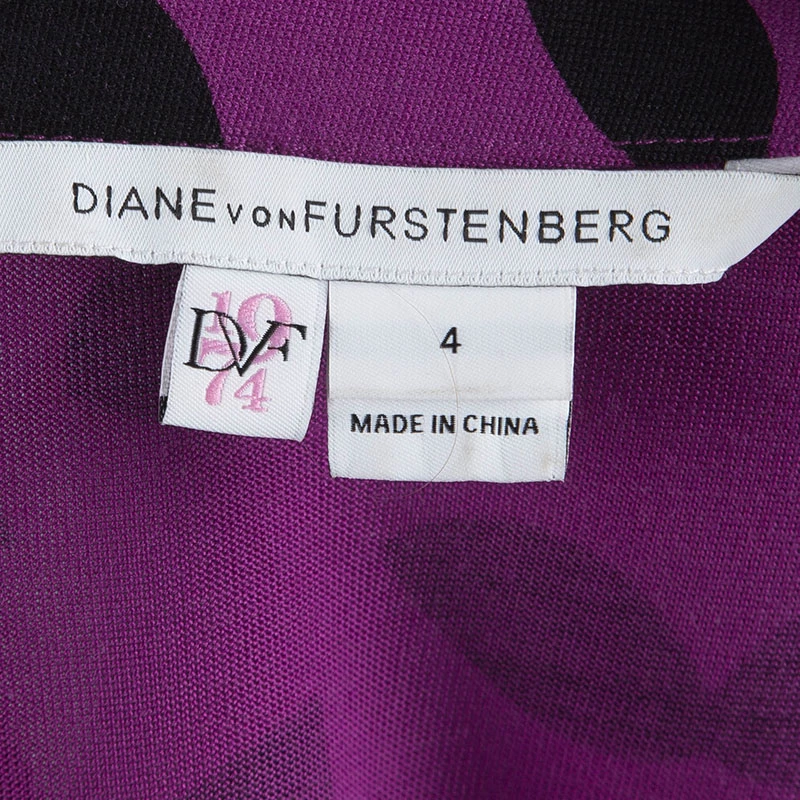 DIANE VON FURSTENBERG
19
DVF
74
4
MADE IN CHINA